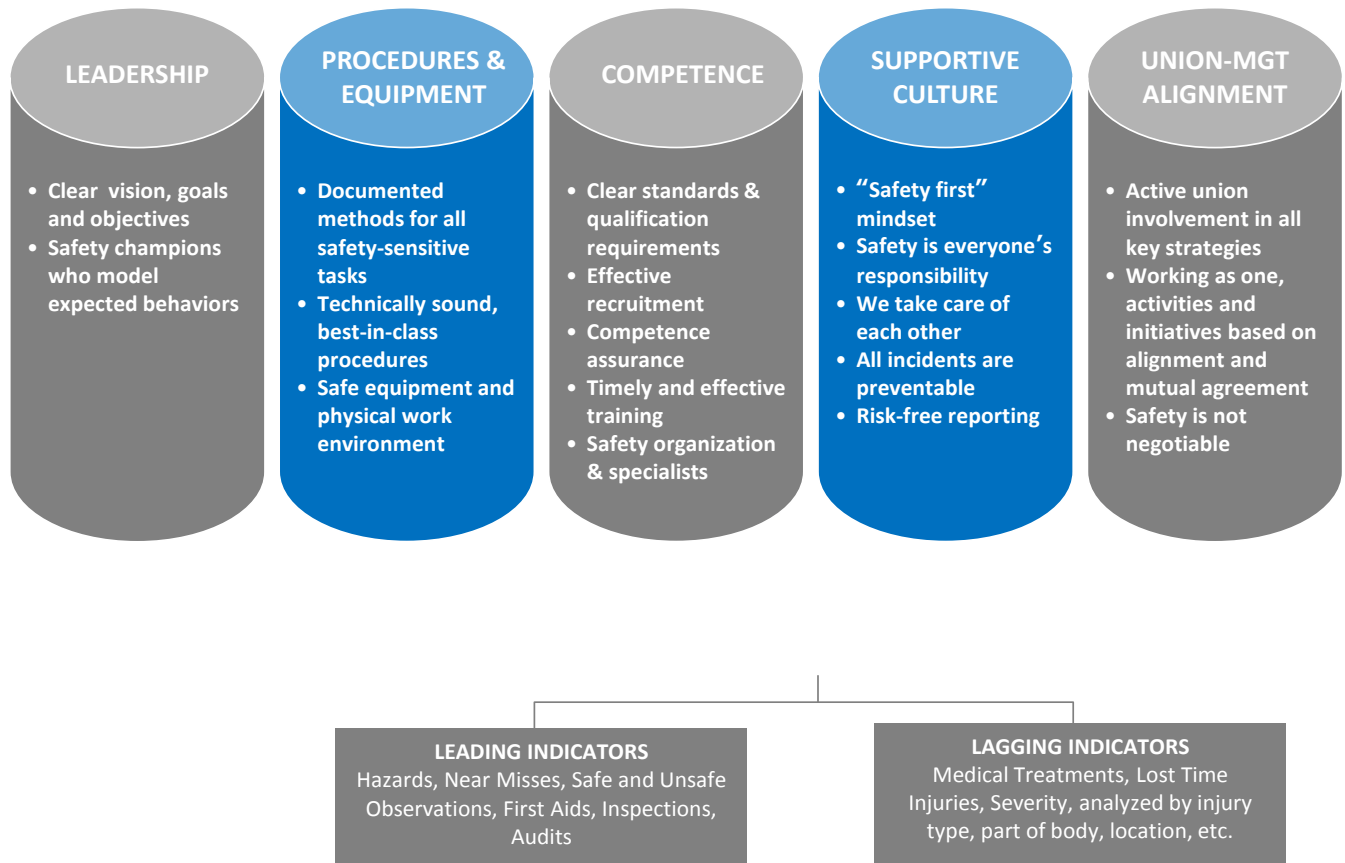 LEADERSHIP
• Clear vision, goals
and objectives
• Safety champions
who model
expected behaviors
PROCEDURES &
EQUIPMENT
• Documented
methods for all
safety-sensitive
tasks
• Technically sound,
best-in-class
procedures
• Safe equipment and
physical work
environment
COMPETENCE
• Clear standards &
qualification
requirements
• Effective
recruitment
• Competence
assurance
• Timely and effective
training
• Safety organization
& specialists
SUPPORTIVE
CULTURE
• “Safety first”
mindset
• Safety is everyone’s
responsibility
• We take care of
each other
• All incidents are
preventable
• Risk-free reporting
UNION-MGT
ALIGNMENT
• Active union
involvement in all
key strategies
• Working as one,
activities and
initiatives based on
alignment and
mutual agreement
• Safety is not
negotiable
LEADING INDICATORS
Hazards, Near Misses, Safe and Unsafe
Observations, First Aids, Inspections,
Audits
LAGGING INDICATORS
Medical Treatments, Lost Time
Injuries, Severity, analyzed by injury
type, part of body, location, etc.